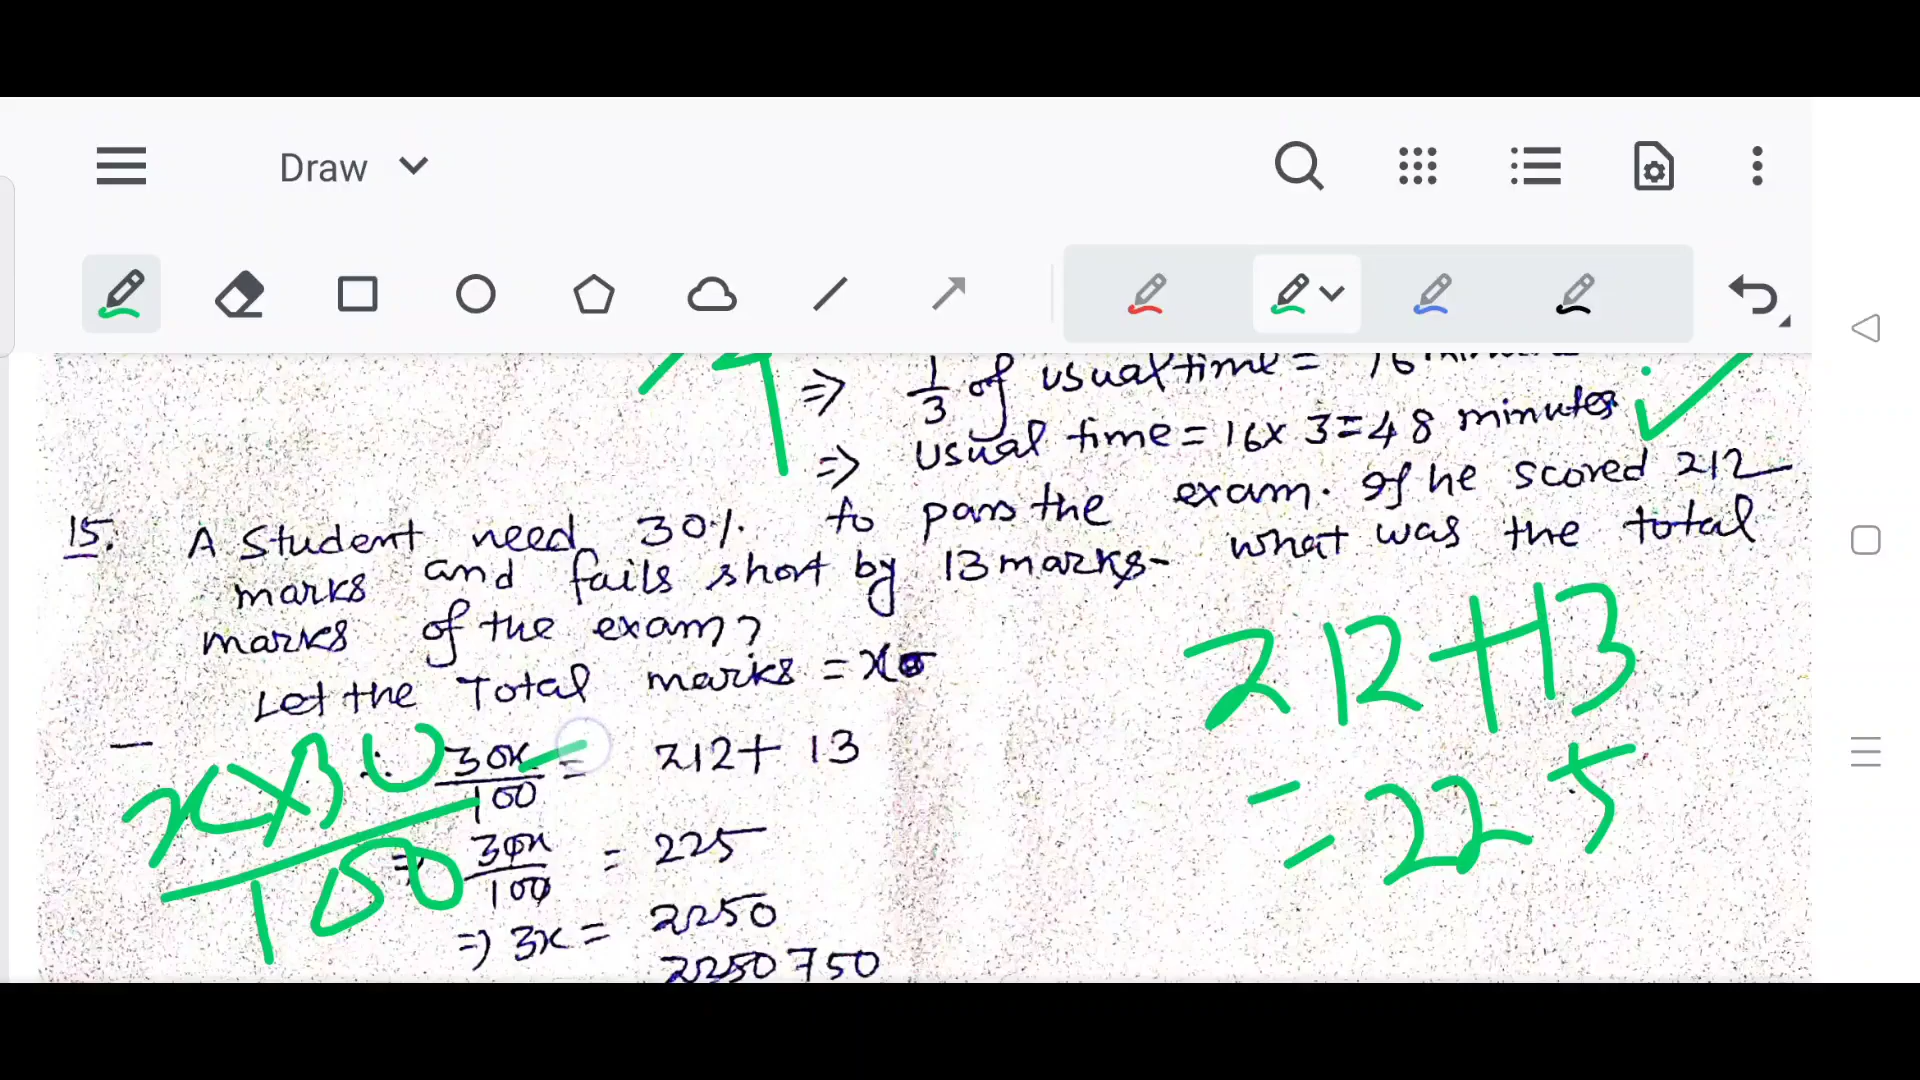 Draw
⇒ 1/3 of usual time = 16
⇒ usual time = 16 x 3 = 48 minutes
15. A Student need 30% to pass the exam. If he scored 212
marks and fails short by 13 marks- what was the total
marks of the exam?
Let the Total marks = x
∴ 30x/100 = 212 + 13
⇒ 30x/100 = 225
⇒ 3x = 2250
2250 750
212+13
= 225
x x 30
100